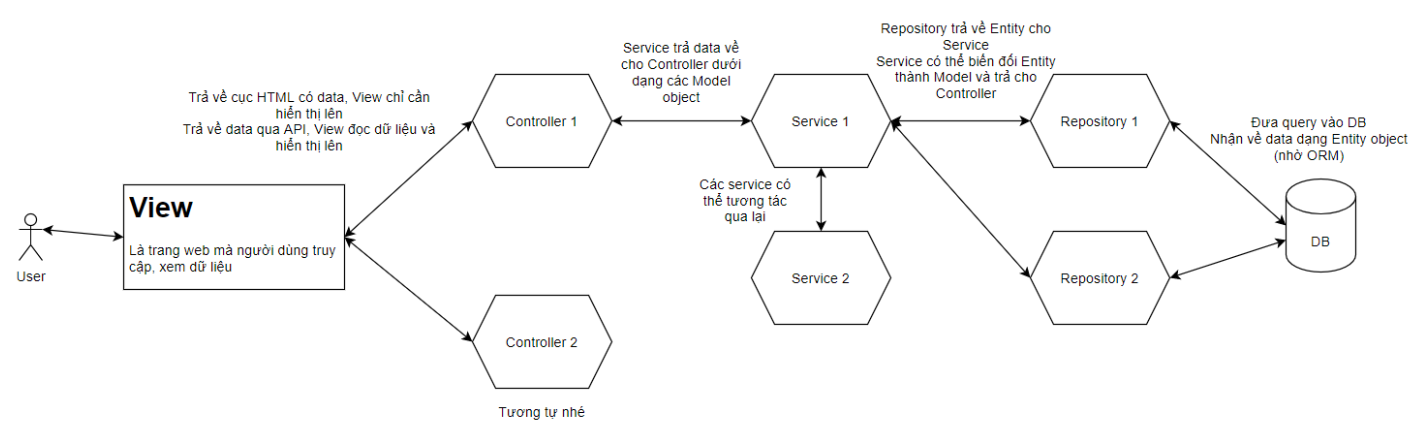 Repository trả về Entity cho
Service
Service có thể biến đổi Entity
thành Model và trả cho
Controller
Service trả data về
cho Controller dưới
dạng các Model
object
Trả về cục HTML có data, View chỉ cần
hiển thị lên
Trả về data qua API, View đọc dữ liệu và
hiển thị lên
Controller 1
Service 1
Repository 1
Đưa query vào DB
Nhận về data dạng Entity object
(nhờ ORM)
Các service có
thể tương tác
qua lại
View
Là trang web mà người dùng truy
cập, xem dữ liệu
User
DB
Service 2
Repository 2
Controller 2
Tương tự nhé